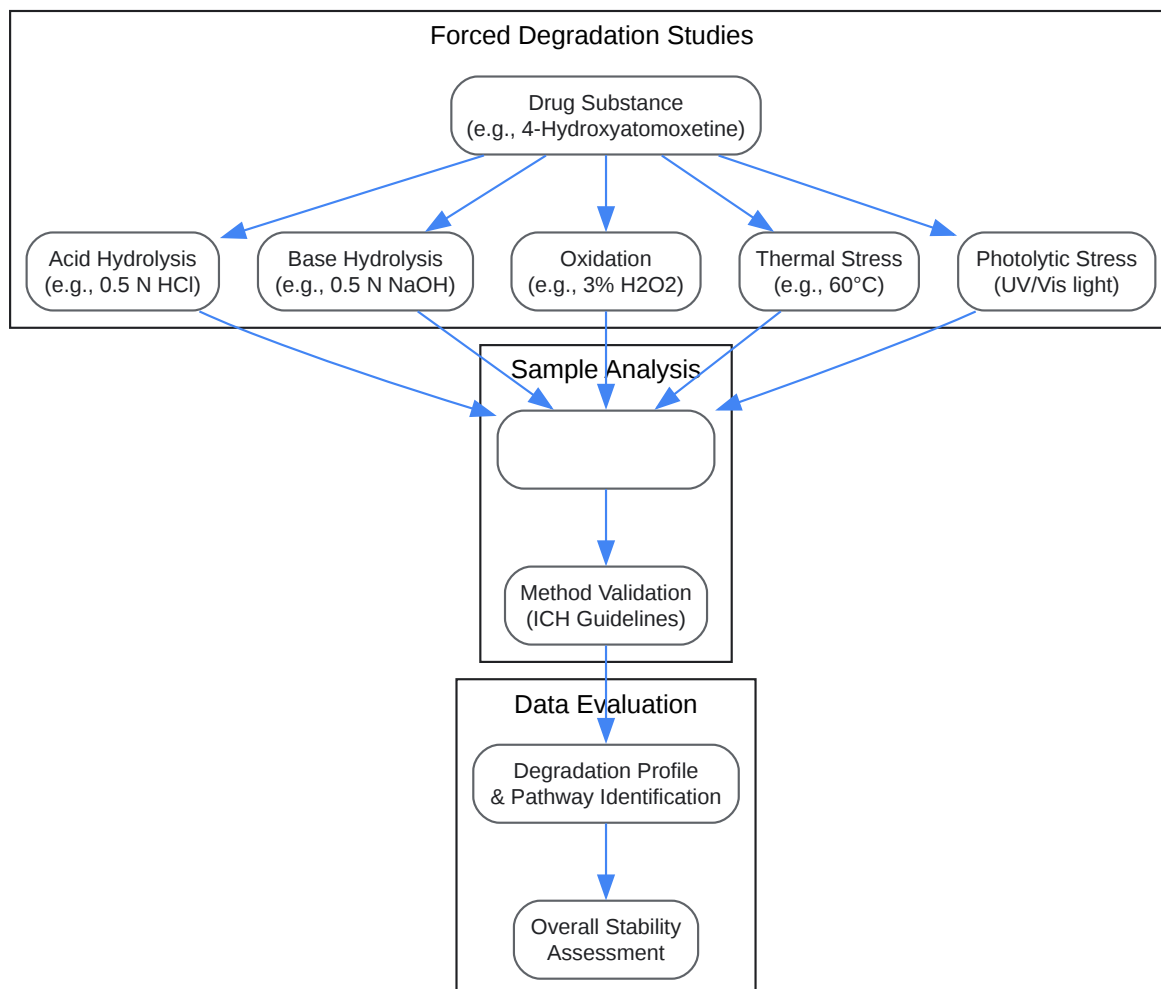 Forced Degradation Studies
Drug Substance
(e.g., 4-Hydroxyatomoxetine)
Acid Hydrolysis
(e.g., 0.5 N HCl)
Base Hydrolysis
(e.g., 0.5 N NaOH)
Oxidation
(e.g., 3% H2O2)
Thermal Stress
(e.g., 60°C)
Photolytic Stress
(UV/Vis light)
Sample Analysis
Method Validation
(ICH Guidelines)
Data Evaluation
Degradation Profile
& Pathway Identification
Overall Stability
Assessment